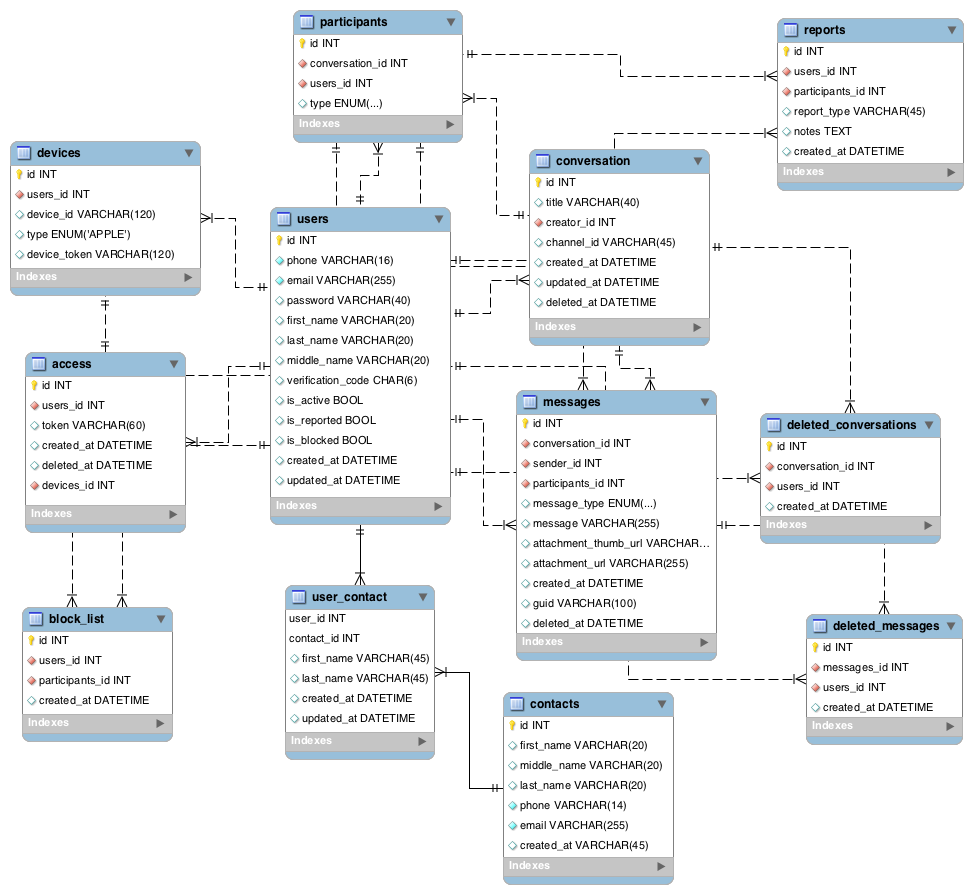 participants
id INT
conversation_id INT
users_id INT
type ENUM(...)
Indexes
reports
id INT
users_id INT
participants_id INT
report_type VARCHAR(45)
notes TEXT
created_at DATETIME
Indexes
devices
id INT
users_id INT
device_id VARCHAR(120)
type ENUM('APPLE')
device_token VARCHAR(120)
Indexes
conversation
id INT
title VARCHAR(40)
creator_id INT
channel_id VARCHAR(45)
created_at DATETIME
updated_at DATETIME
deleted_at DATETIME
Indexes
users
id INT
phone VARCHAR(16)
email VARCHAR(255)
password VARCHAR(40)
first_name VARCHAR(20)
last_name VARCHAR(20)
middle_name VARCHAR(20)
verification_code CHAR(6)
is_active BOOL
is_reported BOOL
is_blocked BOOL
created_at DATETIME
updated_at DATETIME
Indexes
access
id INT
users_id INT
token VARCHAR(60)
created_at DATETIME
deleted_at DATETIME
devices_id INT
Indexes
messages
id INT
conversation_id INT
sender_id INT
participants_id INT
message_type ENUM(...)
message VARCHAR(255)
attachment_thumb_url VARCHAR...
attachment_url VARCHAR(255)
created_at DATETIME
guid VARCHAR(100)
deleted_at DATETIME
Indexes
deleted_conversations
id INT
conversation_id INT
users_id INT
created_at DATETIME
Indexes
block_list
id INT
users_id INT
participants_id INT
created_at DATETIME
Indexes
user_contact
user_id INT
contact_id INT
first_name VARCHAR(45)
last_name VARCHAR(45)
created_at DATETIME
updated_at DATETIME
Indexes
deleted_messages
id INT
messages_id INT
users_id INT
created_at DATETIME
Indexes
contacts
id INT
first_name VARCHAR(20)
middle_name VARCHAR(20)
last_name VARCHAR(20)
phone VARCHAR(14)
email VARCHAR(255)
created_at VARCHAR(45)
Indexes